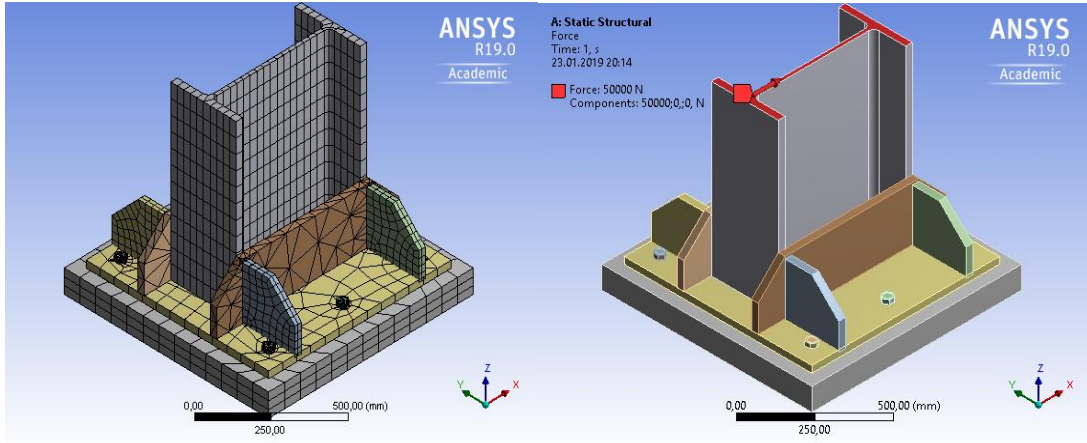 ANSYS
R19.0
Academic
Z
Y
X
0,00
500,00 (mm)
250,00
A: Static Structural
Force
Time: 1, s
23.01.2019 20:14
Force: 50000 N
Components: 50000;0,;0, N
ANSYS
R19.0
Academic
Z
Y
X
0,00
500,00 (mm)
250,00